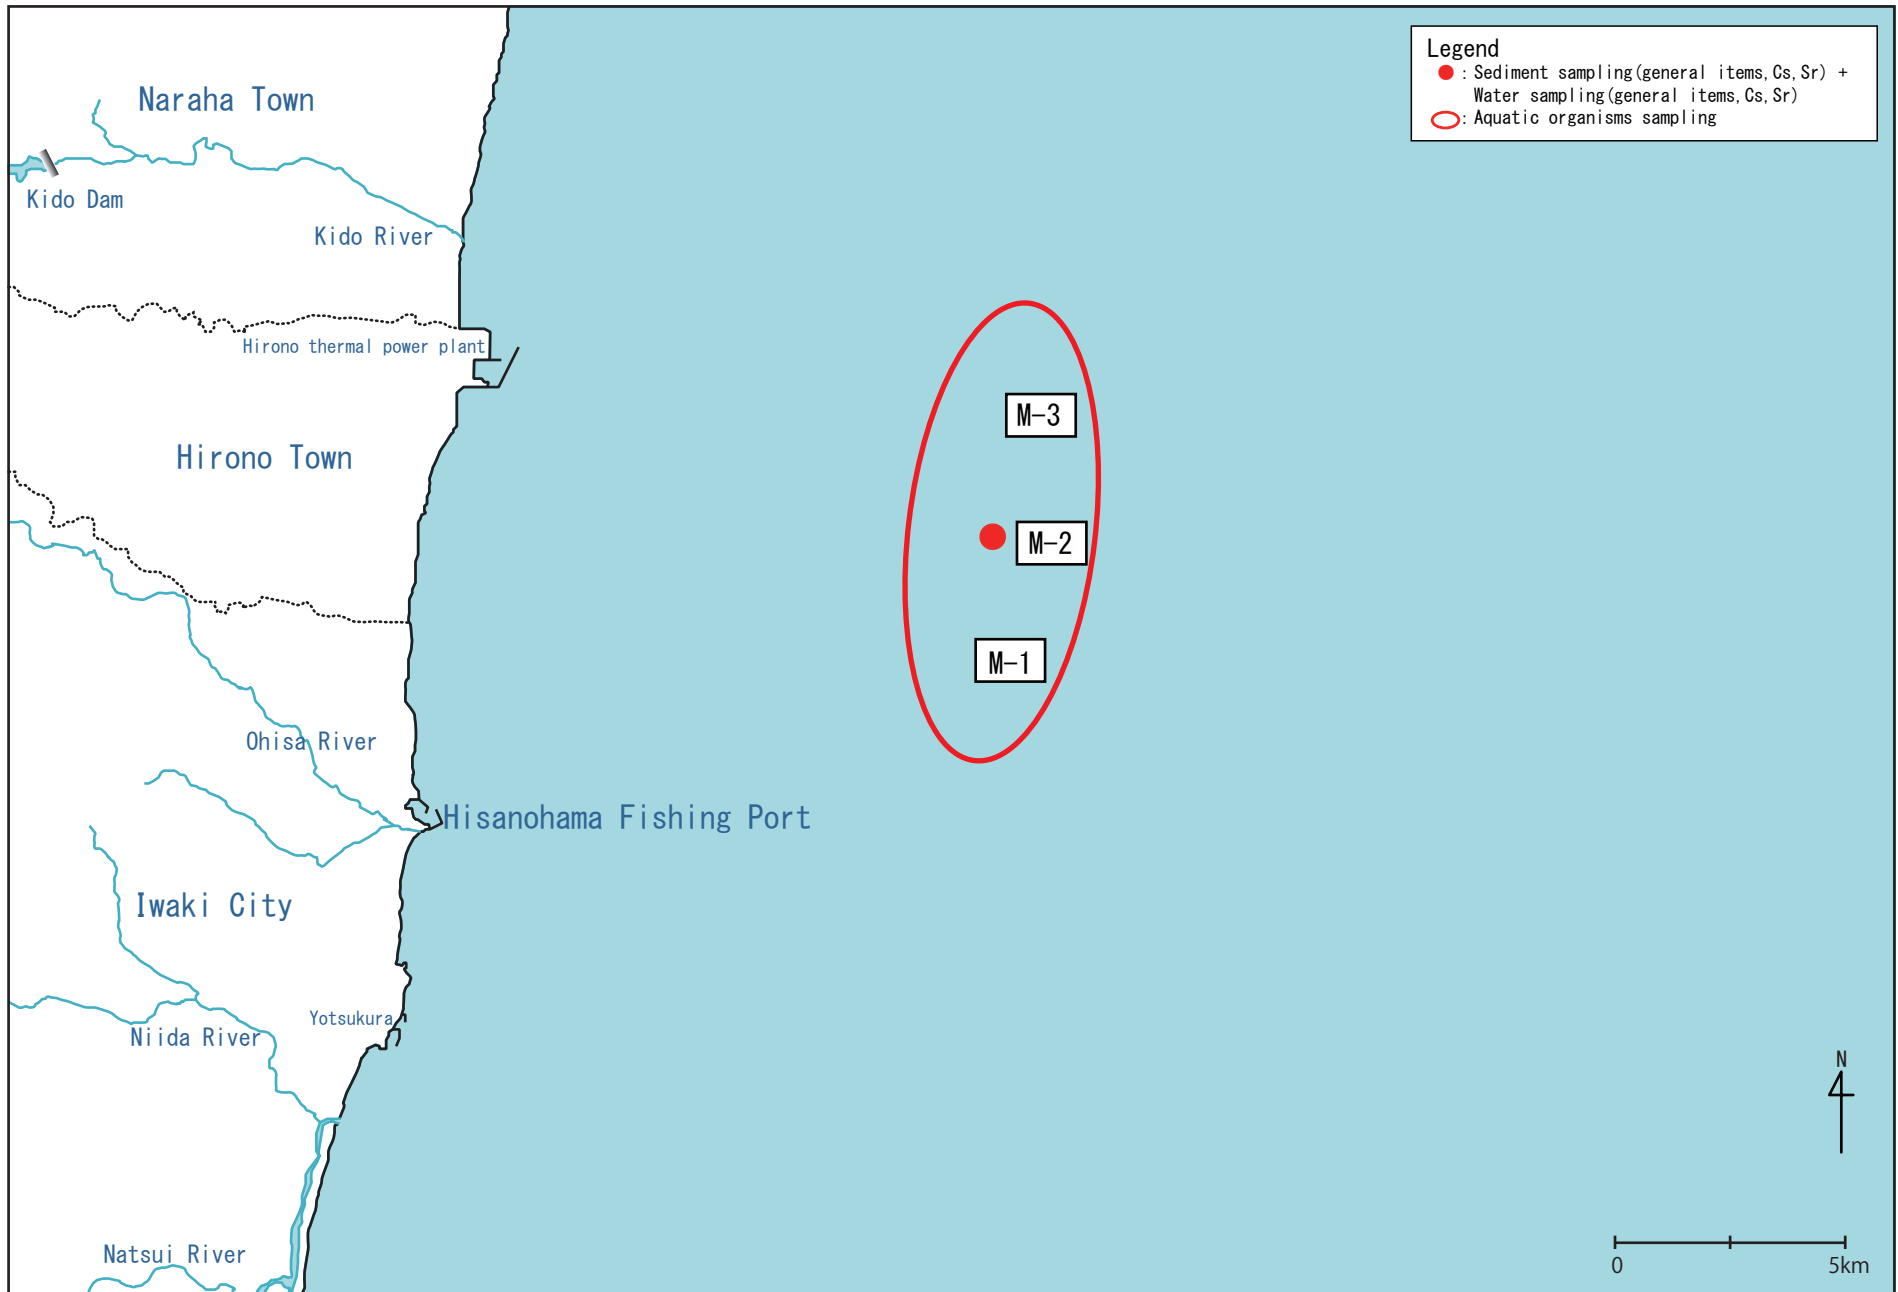 Legend
: Sediment sampling(general items,Cs,Sr) +
Water sampling(general items,Cs,Sr)
: Aquatic organisms sampling
Naraha Town
Kido Dam
Kido River
Hirono thermal power plant
M-3
Hirono Town
M-2
M-1
Ohisa River
Hisanohama Fishing Port
Iwaki City
Yotsukura
Niida River
N
Natsui River
0 5km